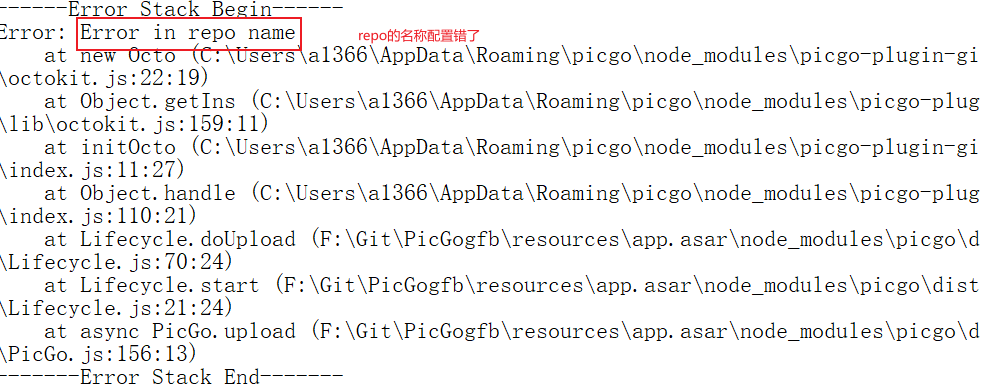 ------Error Stack Begin------
Error: Error in repo name
repo的名称配置错了
at new Octo (C:\Users\a1366\AppData\Roaming\picgo\node_modules\picgo-plugin-gi
\octokit.js:22:19)
at Object.getIns (C:\Users\a1366\AppData\Roaming\picgo\node_modules\picgo-plug
\lib\octokit.js:159:11)
at initOcto (C:\Users\a1366\AppData\Roaming\picgo\node_modules\picgo-plugin-gi
\index.js:11:27)
at Object.handle (C:\Users\a1366\AppData\Roaming\picgo\node_modules\picgo-plug
\index.js:110:21)
at Lifecycle.doUpload (F:\Git\PicGogfb\resources\app.asar\node_modules\picgo\d
\Lifecycle.js:70:24)
at Lifecycle.start (F:\Git\PicGogfb\resources\app.asar\node_modules\picgo\dist
\Lifecycle.js:21:24)
at async PicGo.upload (F:\Git\PicGogfb\resources\app.asar\node_modules\picgo\d
\PicGo.js:156:13)
-------Error Stack End-------